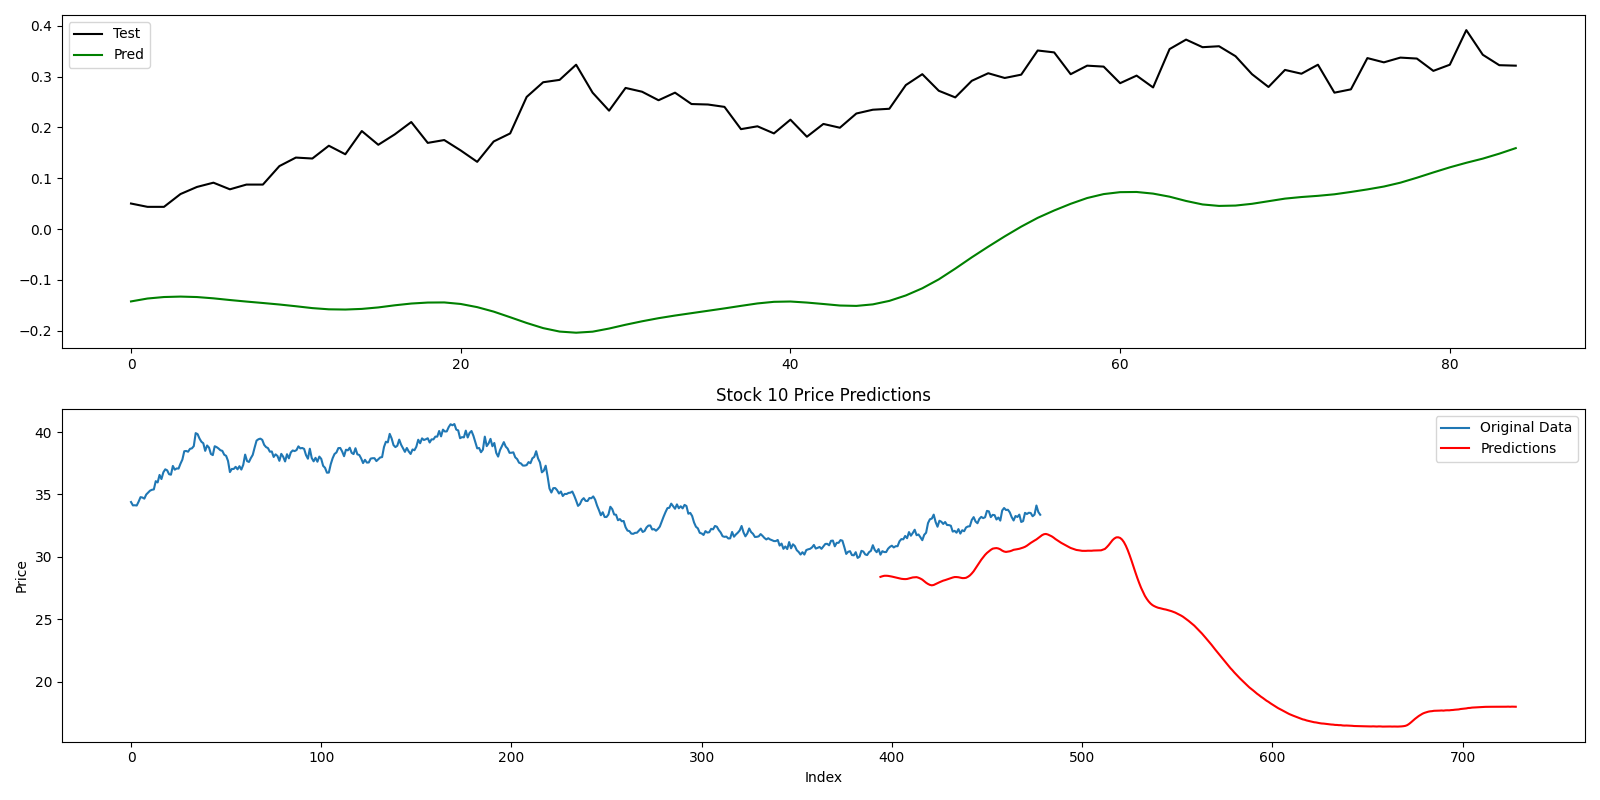 0.4
0.3
0.2
0.1
0.0
−0.1
−0.2
Test
Pred
0 20 40 60 80
Stock 10 Price Predictions
Price
40
35
30
25
20
Original Data
Predictions
0 100 200 300 400 500 600 700
Index